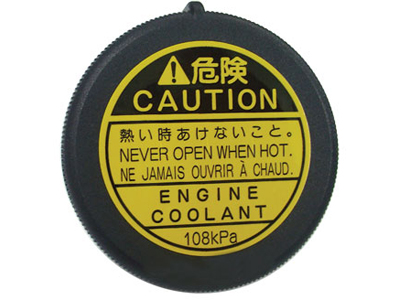 危険
CAUTION
熱い時あけないこと。
NEVER OPEN WHEN HOT.
NE JAMAIS OUVRIR À CHAUD.
ENGINE
COOLANT
108kPa